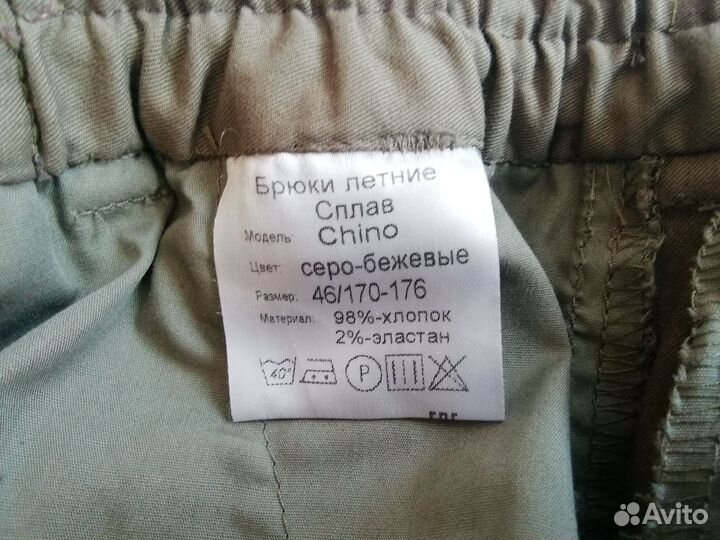 Брюки летние
Сплав
Модель: Chino
Цвет: серо-бежевые
Размер: 46/170-176
Материал: 98%-хлопок
2%-эластан
40° P
Avito